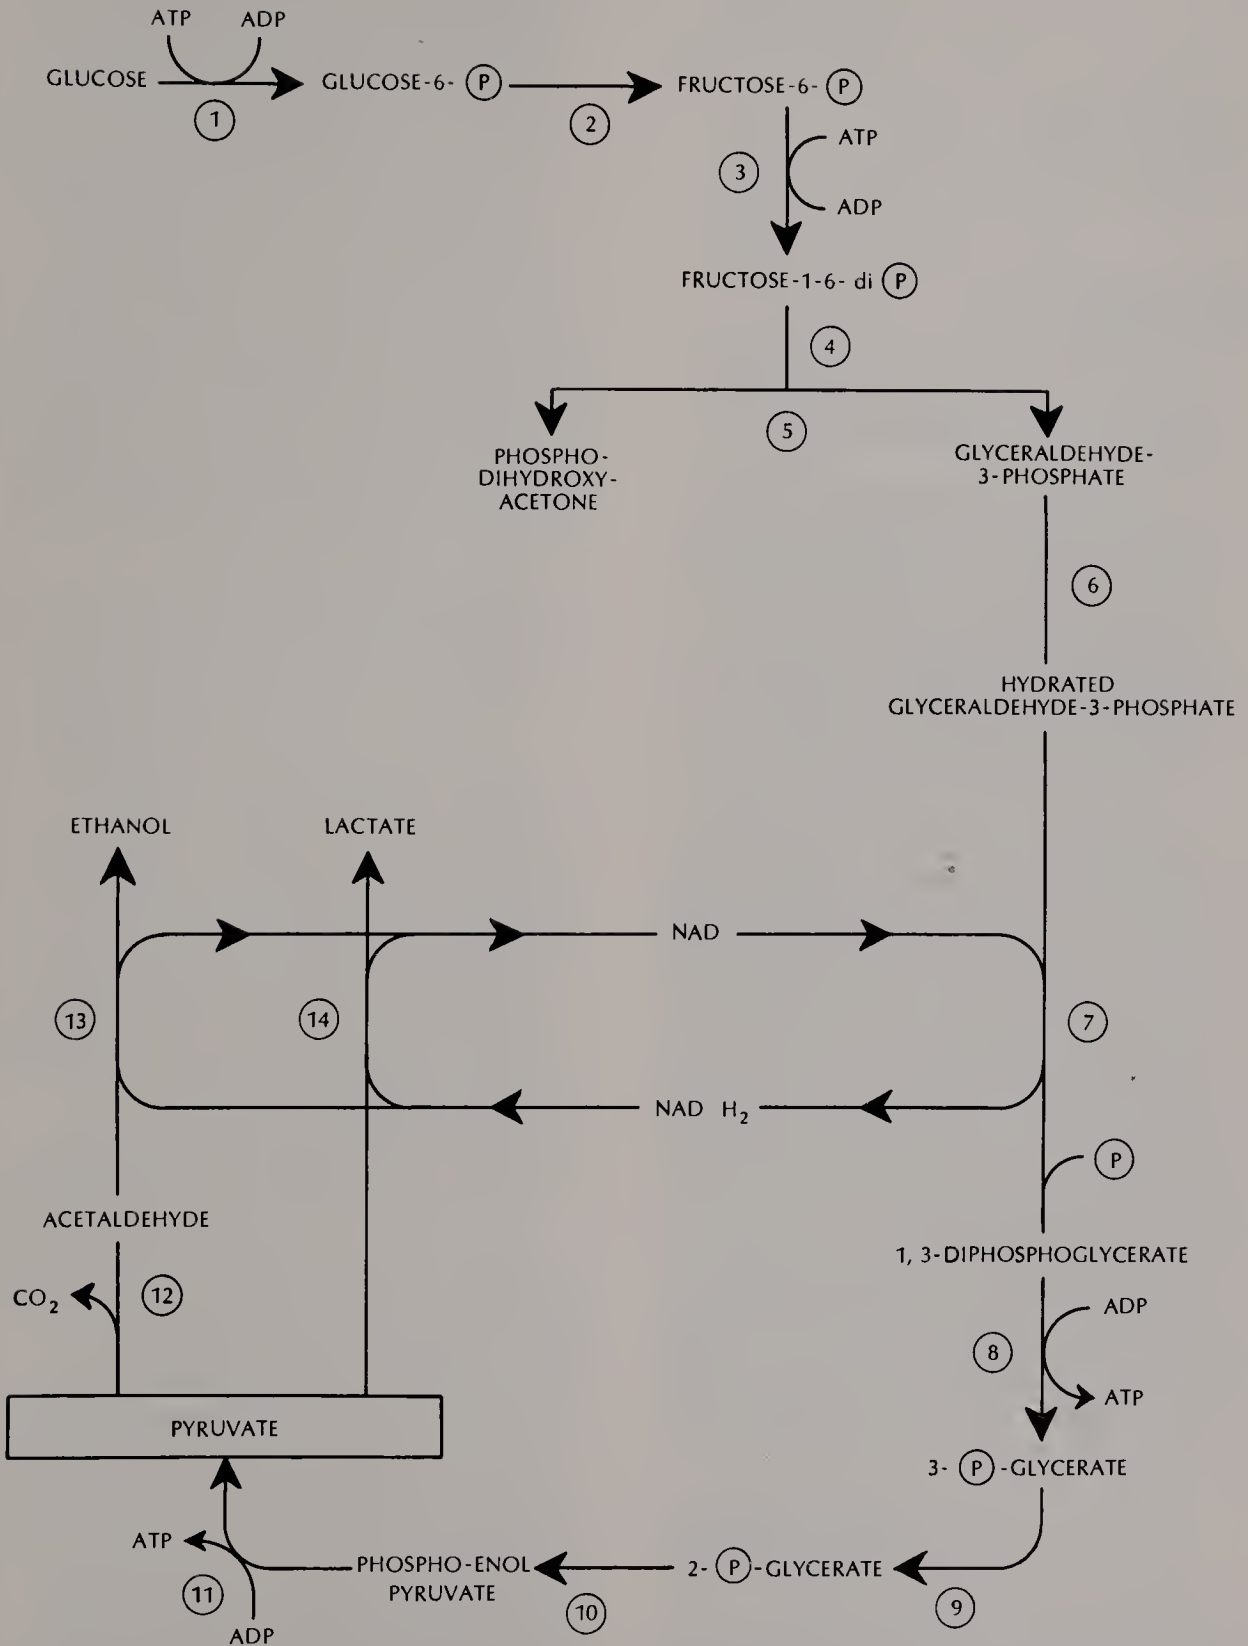 ATP ADP
GLUCOSE GLUCOSE-6- P FRUCTOSE-6- P
1 2
ATP
3
ADP
FRUCTOSE-1-6- di P
4
5
PHOSPHO-
DIHYDROXY-
ACETONE
GLYCERALDEHYDE-
3-PHOSPHATE
6
HYDRATED
GLYCERALDEHYDE-3-PHOSPHATE
ETHANOL LACTATE
NAD
13 14 7
NAD H2
P
ACETALDEHYDE
1, 3-DIPHOSPHOGLYCERATE
CO2 12
ADP
8
ATP
PYRUVATE
3- P -GLYCERATE
ATP
PHOSPHO-ENOL
PYRUVATE
2- P -GLYCERATE
11 10 9
ADP